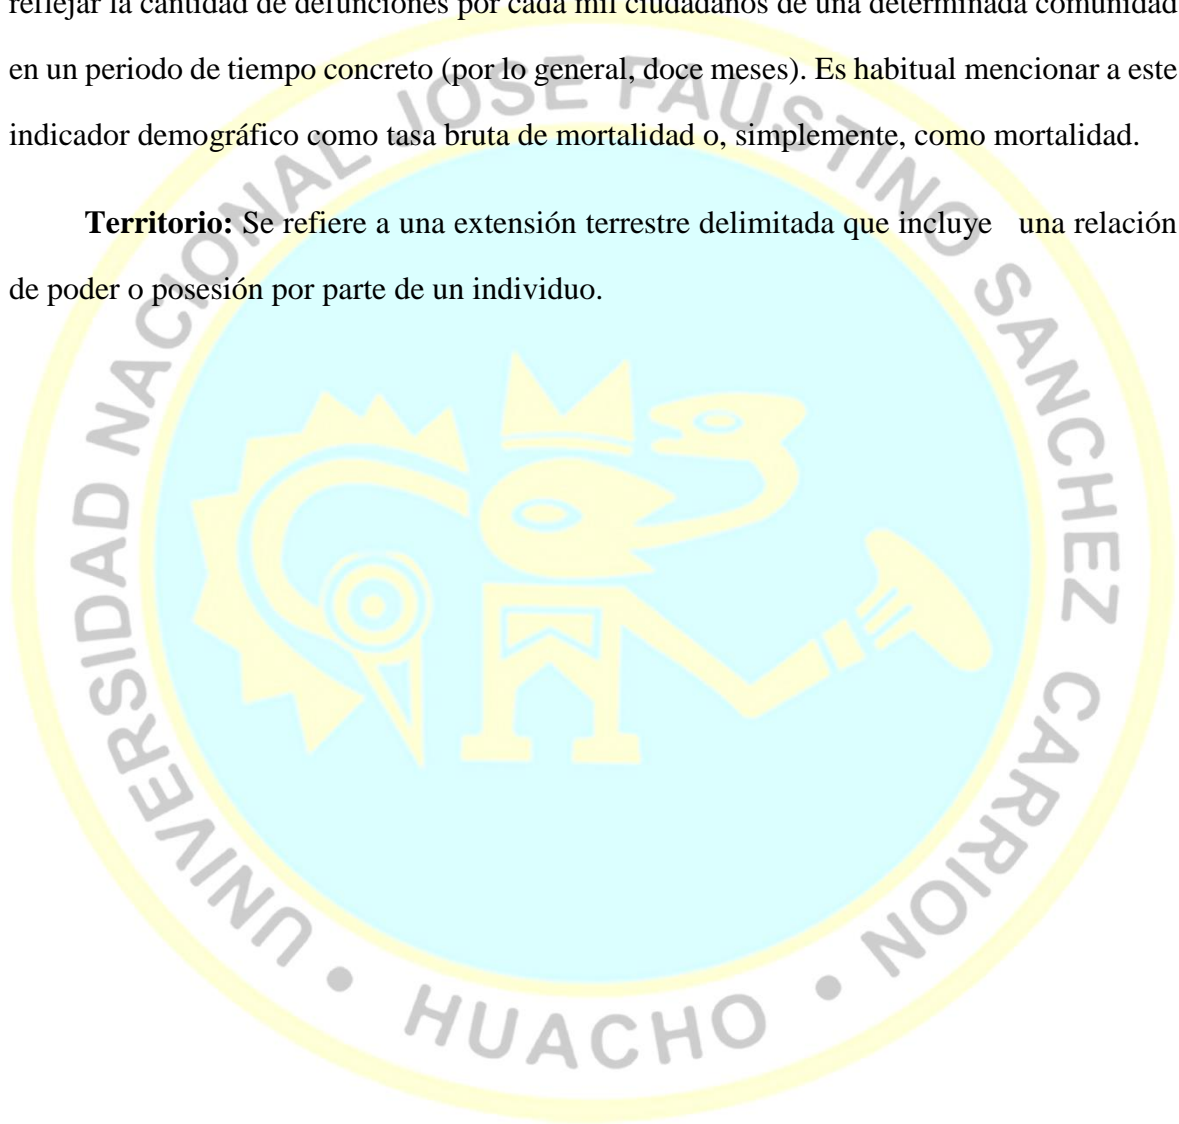 reflejar la cantidad de defunciones por cada mil ciudadanos de una determinada comunidad
en un periodo de tiempo concreto (por lo general, doce meses). Es habitual mencionar a este
indicador demográfico como tasa bruta de mortalidad o, simplemente, como mortalidad.
Territorio: Se refiere a una extensión terrestre delimitada que incluye una relación
de poder o posesión por parte de un individuo.
UNIVERSIDAD NACIONAL JOSE FAUSTINO SANCHEZ CARRION
• HUACHO •